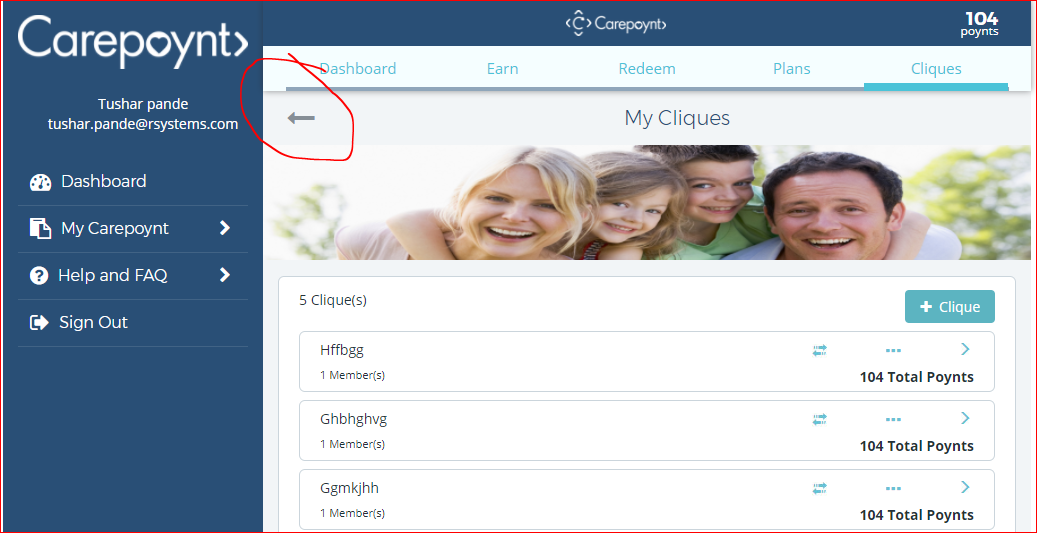 Carepoynt
Tushar pande
tushar.pande@rsystems.com
Dashboard
My Carepoynt
Help and FAQ
Sign Out
Carepoynt
104
poynts
Dashboard Earn Redeem Plans Cliques
My Cliques
5 Clique(s)
+ Clique
Hffbgg
1 Member(s)
104 Total Poynts
Ghbhghvg
1 Member(s)
104 Total Poynts
Ggmkjhh
1 Member(s)
104 Total Poynts